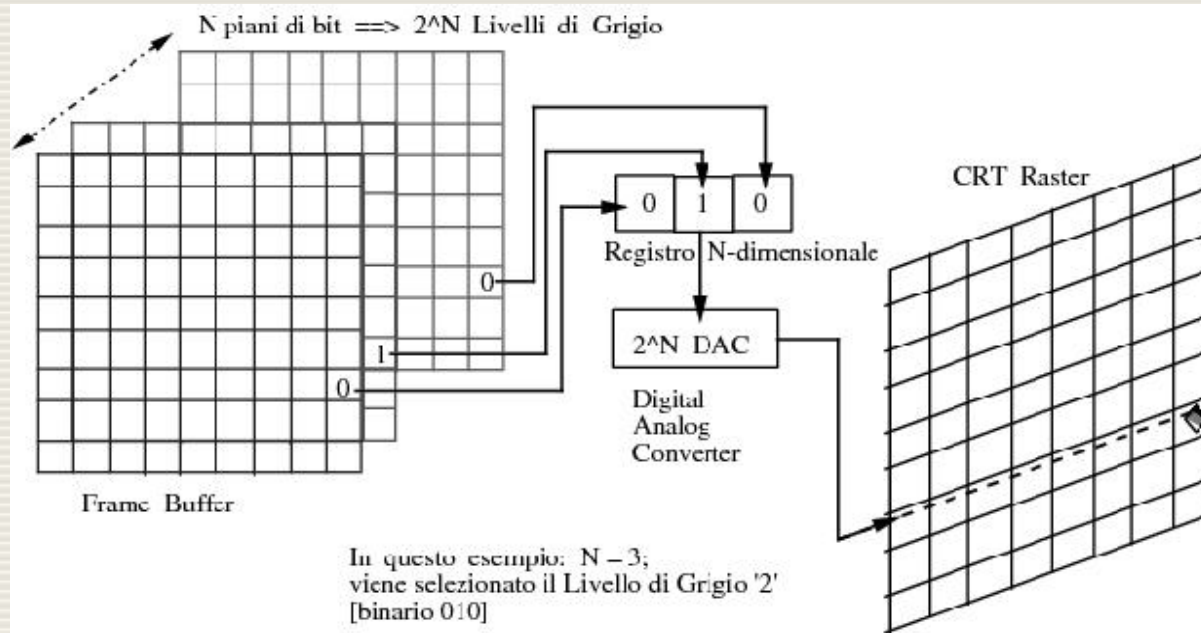 N piani di bit ==> 2^N Livelli di Grigio
CRT Raster
0 1 0
Registro N-dimensionale
0
1
0
2^N DAC
Digital
Analog
Converter
Frame Buffer
In questo esempio: N = 3;
viene selezionato il Livello di Grigio '2'
[binario 010]